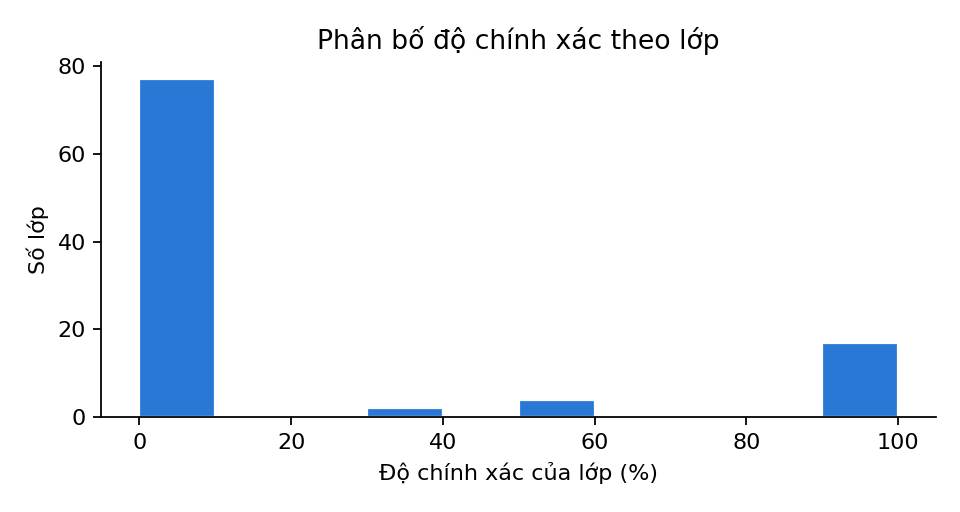 Phân bố độ chính xác theo lớp
Số lớp
80
60
40
20
0
0 20 40 60 80 100
Độ chính xác của lớp (%)